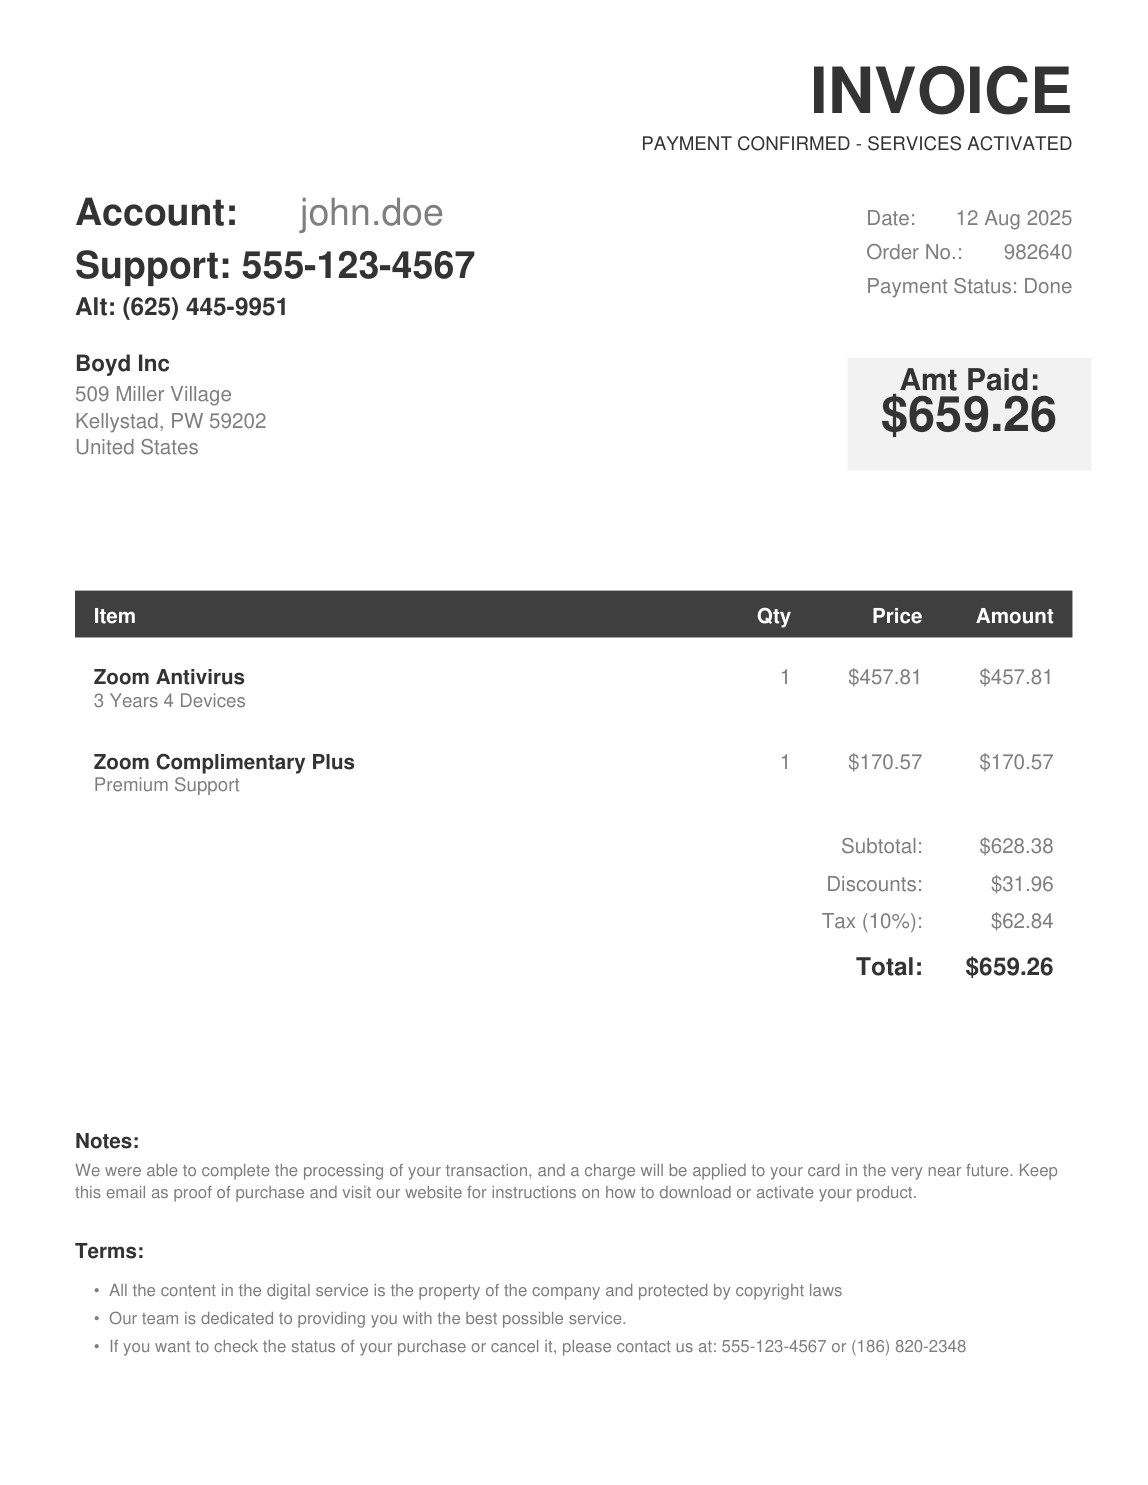 INVOICE
PAYMENT CONFIRMED - SERVICES ACTIVATED
Account: john.doe
Support: 555-123-4567
Alt: (625) 445-9951
Date: 12 Aug 2025
Order No.: 982640
Payment Status: Done
Boyd Inc
509 Miller Village
Kellystad, PW 59202
United States
Amt Paid:
$659.26
Item Qty Price Amount
Zoom Antivirus 1 $457.81 $457.81
3 Years 4 Devices
Zoom Complimentary Plus 1 $170.57 $170.57
Premium Support
Subtotal: $628.38
Discounts: $31.96
Tax (10%): $62.84
Total: $659.26
Notes:
We were able to complete the processing of your transaction, and a charge will be applied to your card in the very near future. Keep
this email as proof of purchase and visit our website for instructions on how to download or activate your product.
Terms:
• All the content in the digital service is the property of the company and protected by copyright laws
• Our team is dedicated to providing you with the best possible service.
• If you want to check the status of your purchase or cancel it, please contact us at: 555-123-4567 or (186) 820-2348